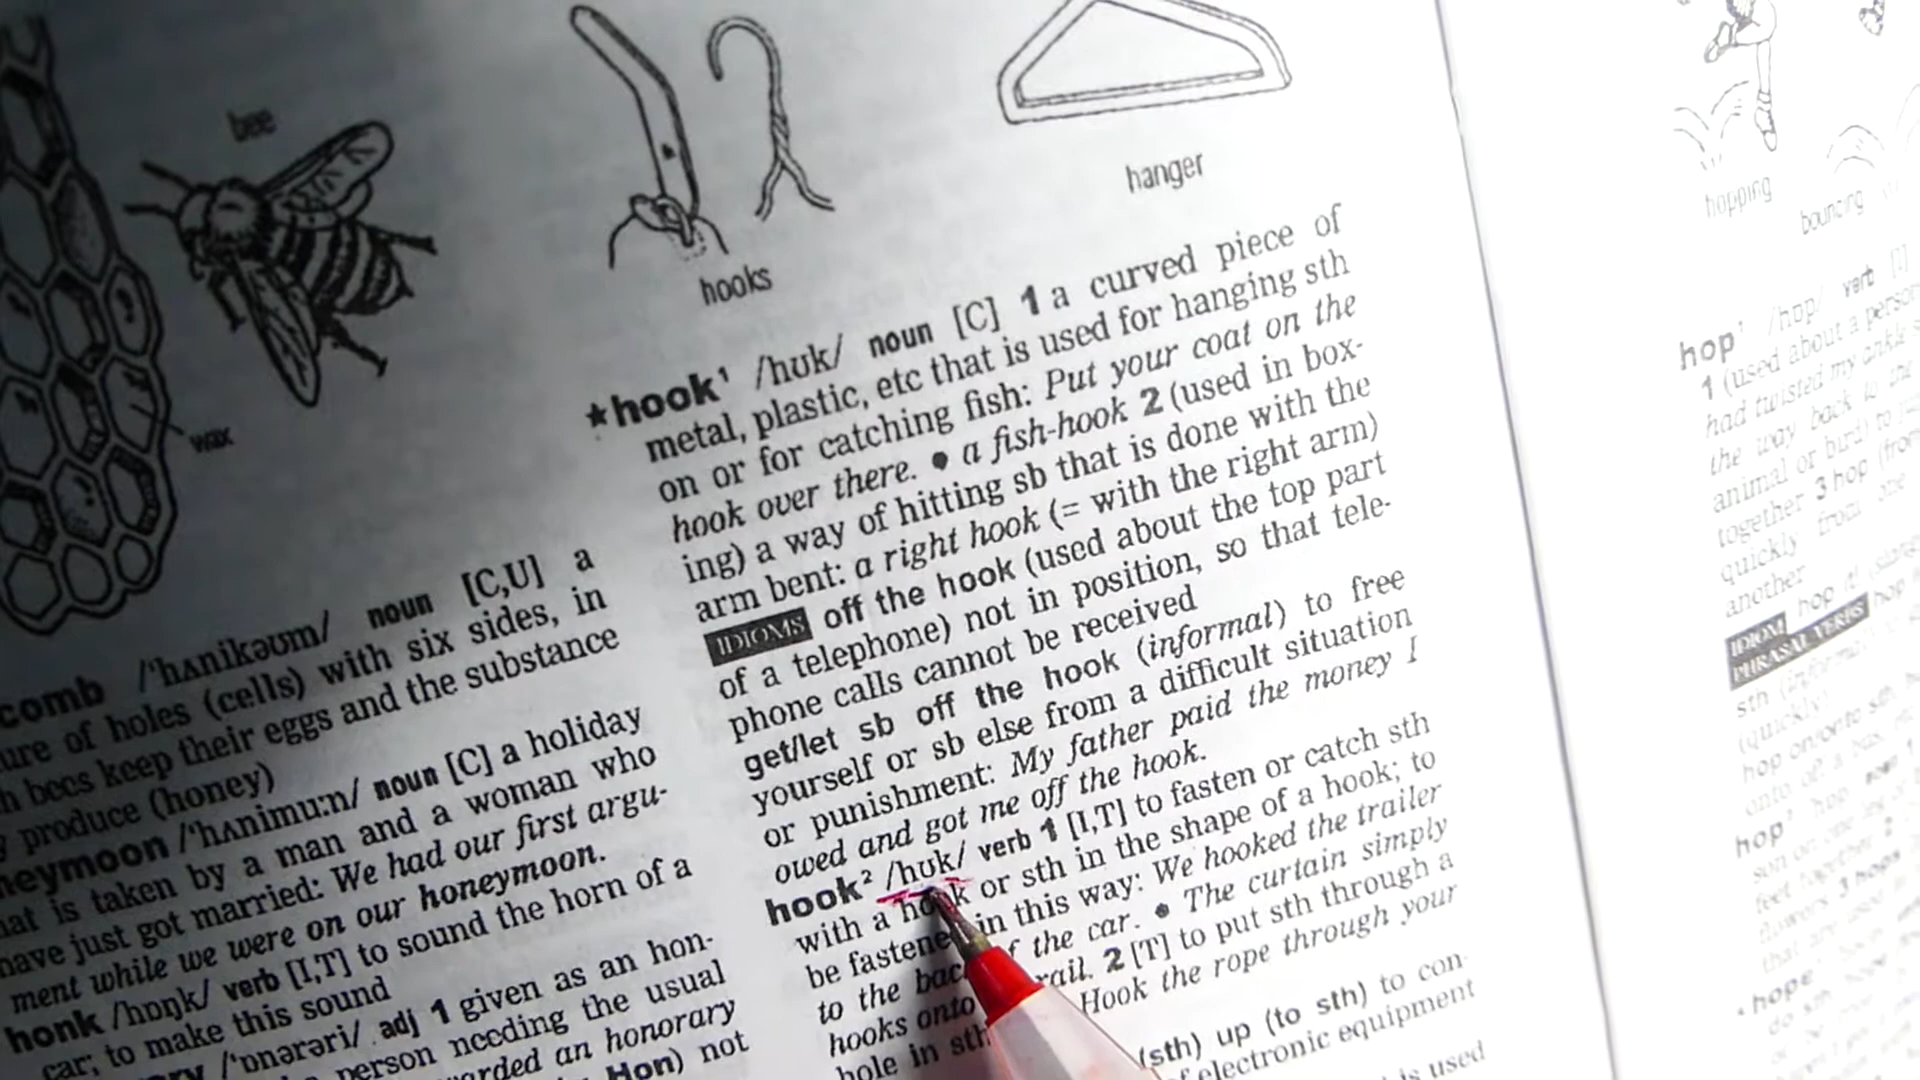 bee
wax
comb /ˈhʌnikəʊm/ noun [C,U] a
ure of holes (cells) with six sides, in
h bees keep their eggs and the substance
produce (honey)
neymoon /ˈhʌnimuːn/ noun [C] a holiday
hat is taken by a man and a woman who
have just got married: We had our first argu-
ment while we were on our honeymoon.
honk /hɒŋk/ verb [I,T] to sound the horn of a
car; to make this sound
ary /ˈɒnərəri/ adj 1 given as an hon-
person needing the usual
arded an honorary
Hon) not
hooks
hanger
★hook¹ /hʊk/ noun [C] 1 a curved piece of
metal, plastic, etc that is used for hanging sth
on or for catching fish: Put your coat on the
hook over there. • a fish-hook 2 (used in box-
ing) a way of hitting sb that is done with the
arm bent: a right hook (= with the right arm)
IDIOMS off the hook (used about the top part
of a telephone) not in position, so that tele-
phone calls cannot be received
get/let sb off the hook (informal) to free
yourself or sb else from a difficult situation
or punishment: My father paid the money I
owed and got me off the hook.
hook² /hʊk/ verb 1 [I,T] to fasten or catch sth
with a hook or sth in the shape of a hook; to
be fastened in this way: We hooked the trailer
to the back of the car. • The curtain simply
hooks onto rail. 2 [T] to put sth through a
hole in sth Hook the rope through your
(sth) up (to sth) to con-
of electronic equipment
is used
hopping
bouncing
hop¹ /hɒp/ verb [I]
1 (used about a person
had twisted my ankle
the way back to the
animal or bird) to
together 3 hop (from
quickly from one
another
IDIOM hop it! (slang
PHRASAL VERBS hop
sth (informal)
(quickly)
hop on/onto sth
onto
hop²
feet together 2
3 hops
hope
do sth